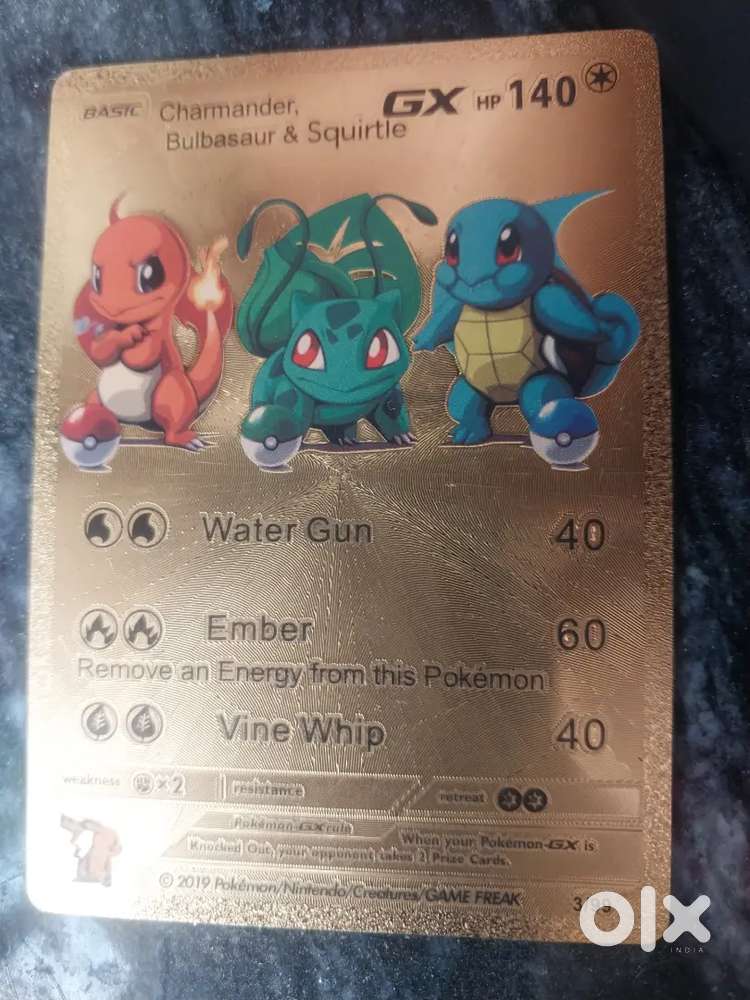 BASIC Charmander, GX HP 140
Bulbasaur & Squirtle
Water Gun 40
Ember 60
Remove an Energy from this Pokémon
Vine Whip 40
weakness ×2 resistance retreat
Pokémon-GX rule When your Pokémon-GX is
Knocked Out, your opponent takes 2 Prize Cards.
© 2019 Pokémon/Nintendo/Creatures/GAME FREAK
olx
INDIA